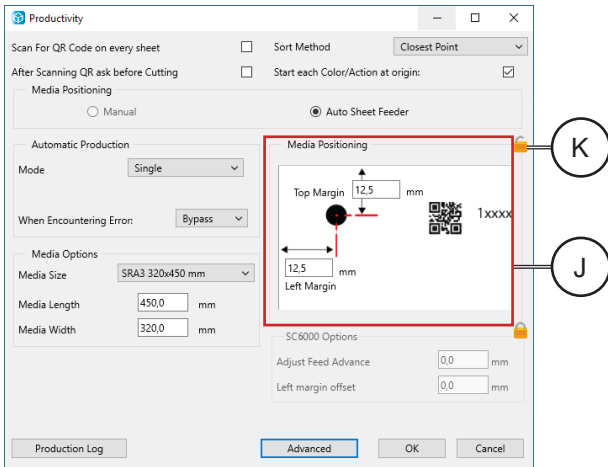 Productivity
Scan For QR Code on every sheet
Sort Method
Closest Point
After Scanning QR ask before Cutting
Start each Color/Action at origin:
Media Positioning
Manual
Auto Sheet Feeder
Automatic Production
Mode
Single
When Encountering Error:
Bypass
Media Options
Media Size
SRA3 320x450 mm
Media Length
450,0 mm
Media Width
320,0 mm
Media Positioning
Top Margin 12,5 mm
1xxxx
12,5 mm
Left Margin
K
J
SC6000 Options
Adjust Feed Advance
0,0 mm
Left margin offset
0,0 mm
Production Log
Advanced
OK
Cancel